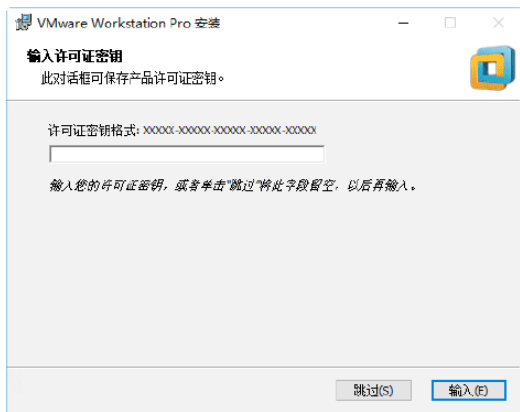 VMware Workstation Pro 安装
输入许可证密钥
此对话框可保存产品许可证密钥。
许可证密钥格式: XXXXX-XXXXX-XXXXX-XXXXX-XXXXX
输入您的许可证密钥，或者单击"跳过"将此字段留空，以后再输入。
跳过(S) 输入(E)